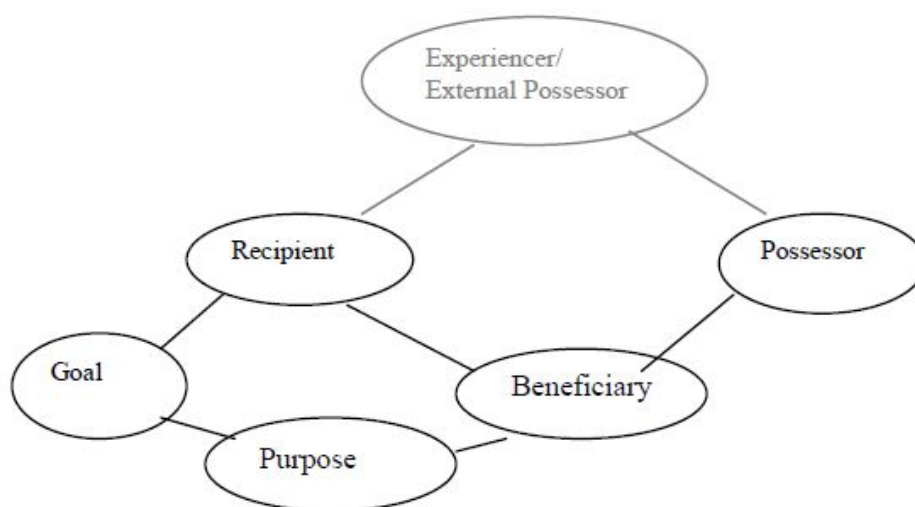 Experiencer/
External Possessor
Recipient
Possessor
Goal
Beneficiary
Purpose